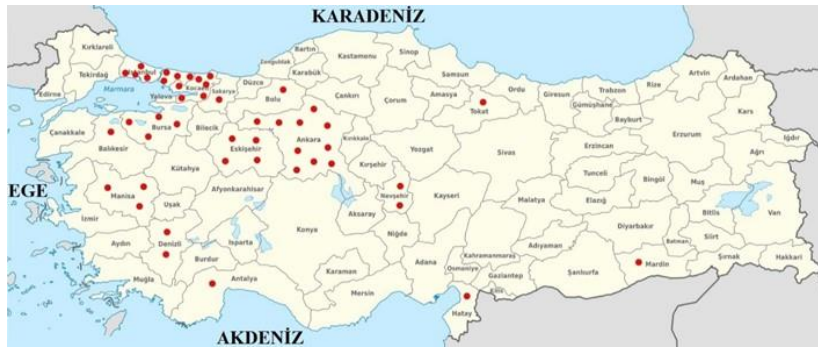 KARADENİZ
Kırklareli
Edirne
Tekirdağ
İstanbul
Marmara
Yalova
Kocaeli
Sakarya
Düzce
Zonguldak
Bartın
Karabük
Kastamonu
Sinop
Samsun
Ordu
Giresun
Trabzon
Rize
Artvin
Ardahan
Bolu
Çankırı
Çorum
Amasya
Tokat
Gümüşhane
Bayburt
Kars
Iğdır
Çanakkale
Balıkesir
Bursa
Bilecik
Eskişehir
Ankara
Kırıkkale
Yozgat
Sivas
Erzincan
Erzurum
Ağrı
EGE
Manisa
Kütahya
Uşak
Afyonkarahisar
Kırşehir
Nevşehir
Kayseri
Malatya
Tunceli
Elazığ
Bingöl
Muş
Bitlis
Van
İzmir
Aydın
Denizli
Isparta
Konya
Aksaray
Niğde
Kahramanmaraş
Adıyaman
Diyarbakır
Batman
Siirt
Şırnak
Hakkari
Muğla
Burdur
Antalya
Karaman
Mersin
Adana
Osmaniye
Gaziantep
Kilis
Şanlıurfa
Mardin
Hatay
AKDENİZ